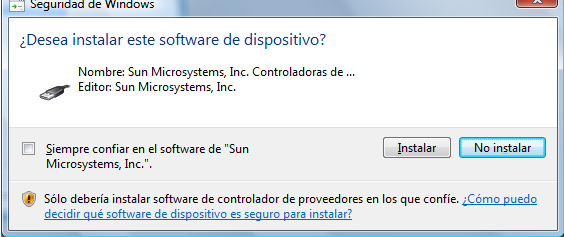 Seguridad de Windows
¿Desea instalar este software de dispositivo?
Nombre: Sun Microsystems, Inc. Controladoras de ...
Editor: Sun Microsystems, Inc.
Siempre confiar en el software de "Sun
Microsystems, Inc.".
Instalar
No instalar
Sólo debería instalar software de controlador de proveedores en los que confíe. ¿Cómo puedo
decidir qué software de dispositivo es seguro para instalar?